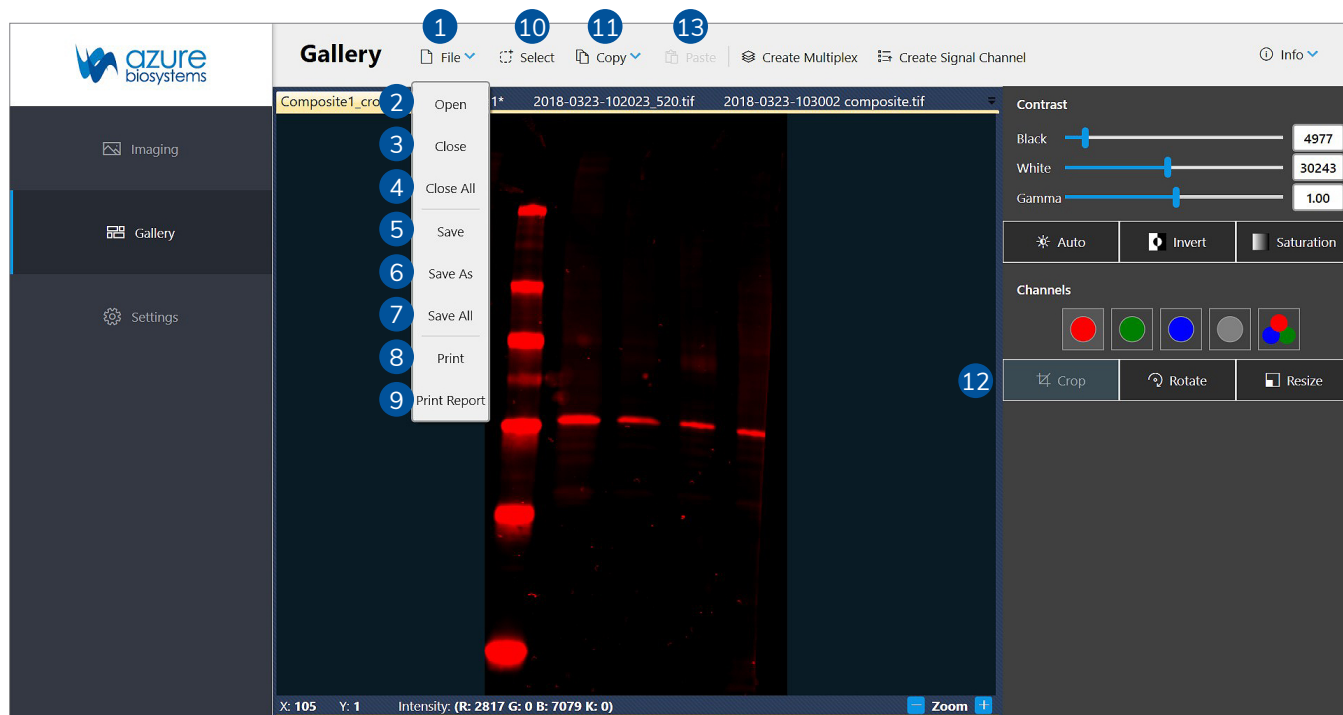 1 10 11 13
azure
biosystems
Gallery File Select Copy Paste Create Multiplex Create Signal Channel Info
Composite1_cro 1* 2018-0323-102023_520.tif 2018-0323-103002 composite.tif
2 Open
3 Close
4 Close All
5 Save
6 Save As
7 Save All
8 Print
9 Print Report
Imaging
Gallery
Settings
Contrast
Black 4977
White 30243
Gamma 1.00
Auto Invert Saturation
Channels
12 Crop Rotate Resize
X: 105 Y: 1 Intensity: (R: 2817 G: 0 B: 7079 K: 0) Zoom